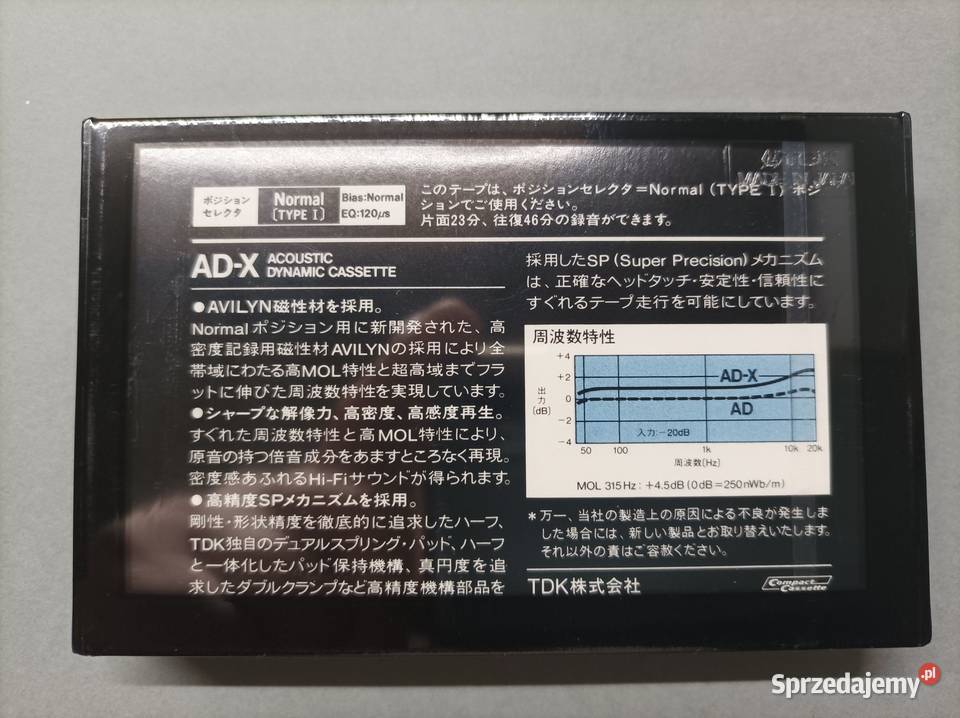 ポジション
セレクタ
Normal
(TYPE I)
Bias:Normal
EQ:120μs
このテープは、ポジションセレクタ=Normal (TYPE I) ポジ
ションでご使用ください。
片面23分、往復46分の録音ができます。
AD-X ACOUSTIC
DYNAMIC CASSETTE
●AVILYN磁性材を採用。
Normalポジション用に新開発された、高
密度記録用磁性材AVILYNの採用により全
帯域にわたる高MOL特性と超高域までフラ
ットに伸びた周波数特性を実現しています。
●シャープな解像力、高密度、高感度再生。
すぐれた周波数特性と高MOL特性により、
原音の持つ倍音成分をあますところなく再現。
密度感あふれるHi-Fiサウンドが得られます。
●高精度SPメカニズムを採用。
剛性・形状精度を徹底的に追求したハーフ、
TDK独自のデュアルスプリング・パッド、ハーフ
と一体化したパッド保持機構、真円度を追
求したダブルクランプなど高精度機構部品を
採用したSP (Super Precision) メカニズム
は、正確なヘッドタッチ・安定性・信頼性に
すぐれるテープ走行を可能にしています。
周波数特性
+4
+2
0
-2
-4
出力(dB)
AD-X
AD
入力:-20dB
50 100 1k 10k 20k
周波数(Hz)
MOL 315Hz: +4.5dB (0dB=250nWb/m)
*万一、当社の製造上の原因による不良が発生しま
した場合には、新しい製品とお取り替えいたします。
それ以外の責はご容赦ください。
TDK株式会社
Compact
Cassette
Sprzedajemy.pl